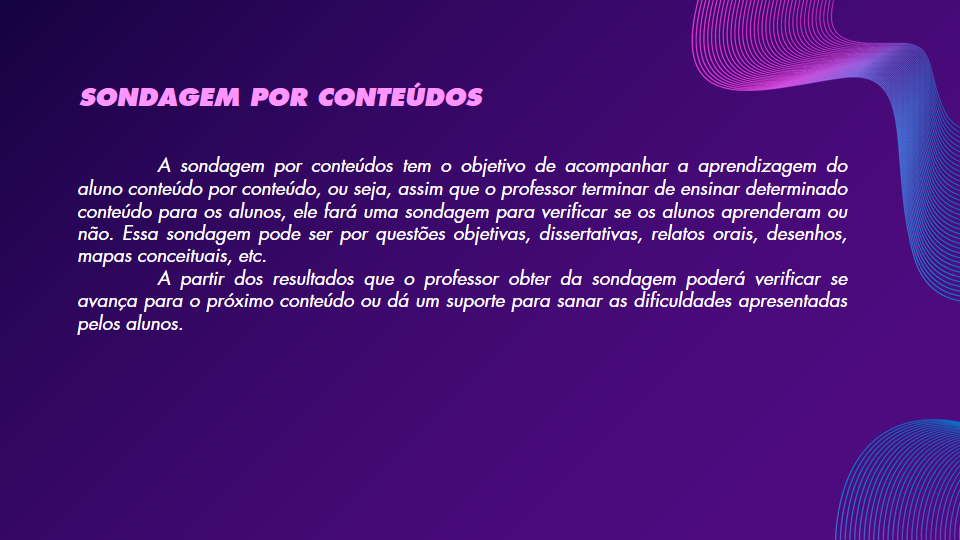 SONDAGEM POR CONTEÚDOS
A sondagem por conteúdos tem o objetivo de acompanhar a aprendizagem do
aluno conteúdo por conteúdo, ou seja, assim que o professor terminar de ensinar determinado
conteúdo para os alunos, ele fará uma sondagem para verificar se os alunos aprenderam ou
não. Essa sondagem pode ser por questões objetivas, dissertativas, relatos orais, desenhos,
mapas conceituais, etc.
A partir dos resultados que o professor obter da sondagem poderá verificar se
avança para o próximo conteúdo ou dá um suporte para sanar as dificuldades apresentadas
pelos alunos.